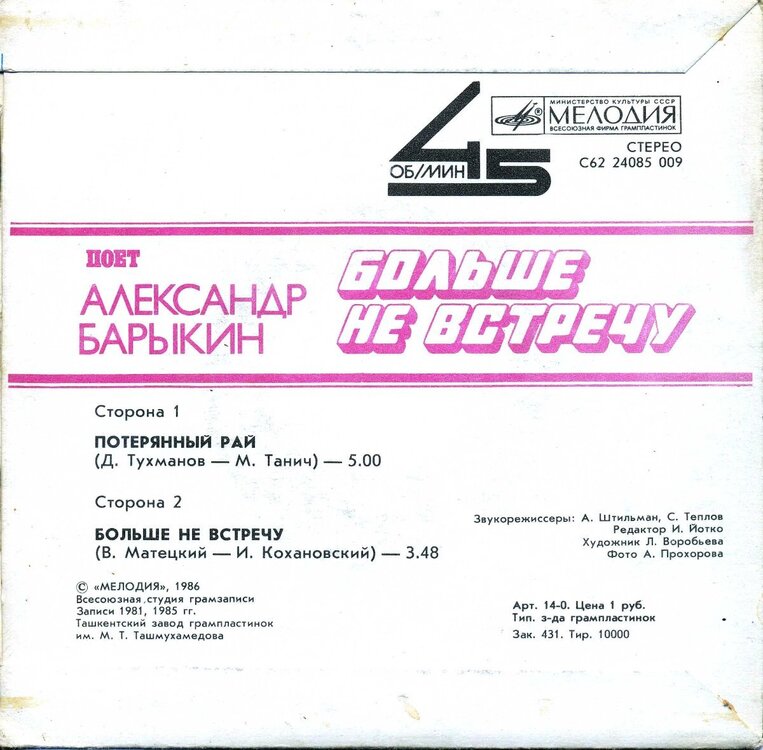 45
ОБ/МИН
МИНИСТЕРСТВО КУЛЬТУРЫ СССР
МЕЛОДИЯ
ВСЕСОЮЗНАЯ ФИРМА ГРАМПЛАСТИНОК
СТЕРЕО
С62 24085 009
ПОЕТ
АЛЕКСАНДР
БАРЫКИН
БОЛЬШЕ
НЕ ВСТРЕЧУ
Сторона 1
ПОТЕРЯННЫЙ РАЙ
(Д. Тухманов — М. Танич) — 5.00
Сторона 2
БОЛЬШЕ НЕ ВСТРЕЧУ
(В. Матецкий — И. Кохановский) — 3.48
Звукорежиссеры: А. Штильман, С. Теплов
Редактор И. Йотко
Художник Л. Воробьева
Фото А. Прохорова
© «МЕЛОДИЯ», 1986
Всесоюзная студия грамзаписи
Записи 1981, 1985 гг.
Ташкентский завод грампластинок
им. М. Т. Ташмухамедова
Арт. 14-0. Цена 1 руб.
Тип. з-да грампластинок
Зак. 431. Тир. 10000